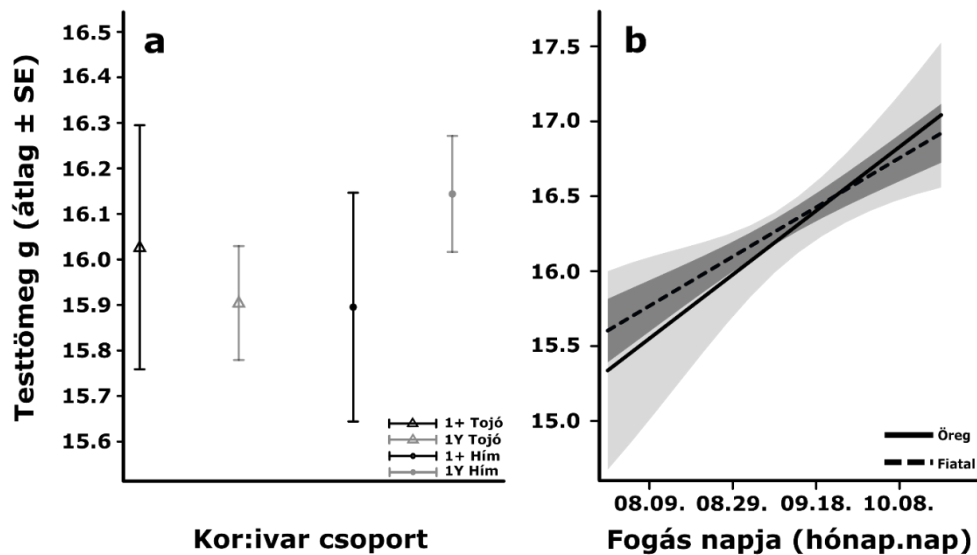 Testtömeg g (átlag ± SE)
16.5
16.4
16.3
16.2
16.1
16.0
15.9
15.8
15.7
15.6
a
1+ Tojó
1Y Tojó
1+ Hím
1Y Hím
Kor:ivar csoport
17.5
17.0
16.5
16.0
15.5
15.0
b
Öreg
Fiatal
08.09.
08.29.
09.18.
10.08.
Fogás napja (hónap.nap)